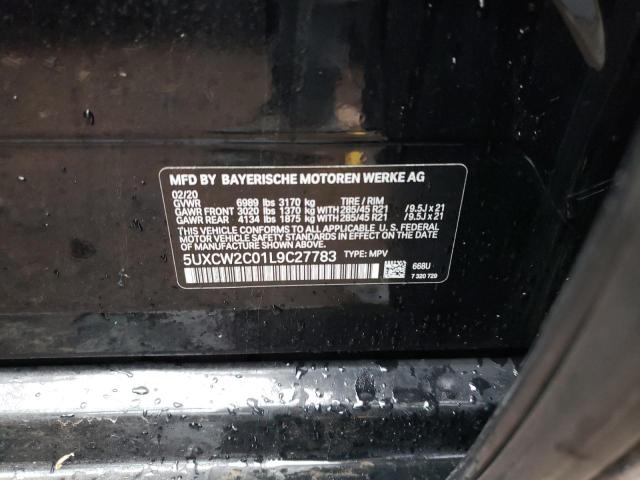 MFD BY BAYERISCHE MOTOREN WERKE AG
02/20
GVWR 6989 lbs 3170 kg TIRE / RIM
GAWR FRONT 3020 lbs 1370 kg WITH 285/45 R21 /9.5J x 21
GAWR REAR 4134 lbs 1875 kg WITH 285/45 R21 /9.5J x 21
THIS VEHICLE CONFORMS TO ALL APPLICABLE U. S. FEDERAL
MOTOR VEHICLE SAFETY STANDARDS IN EFFECT ON THE DATE
OF MANUFACTURE SHOWN ABOVE.
5UXCW2C01L9C27783 TYPE: MPV
668U
7 320 729